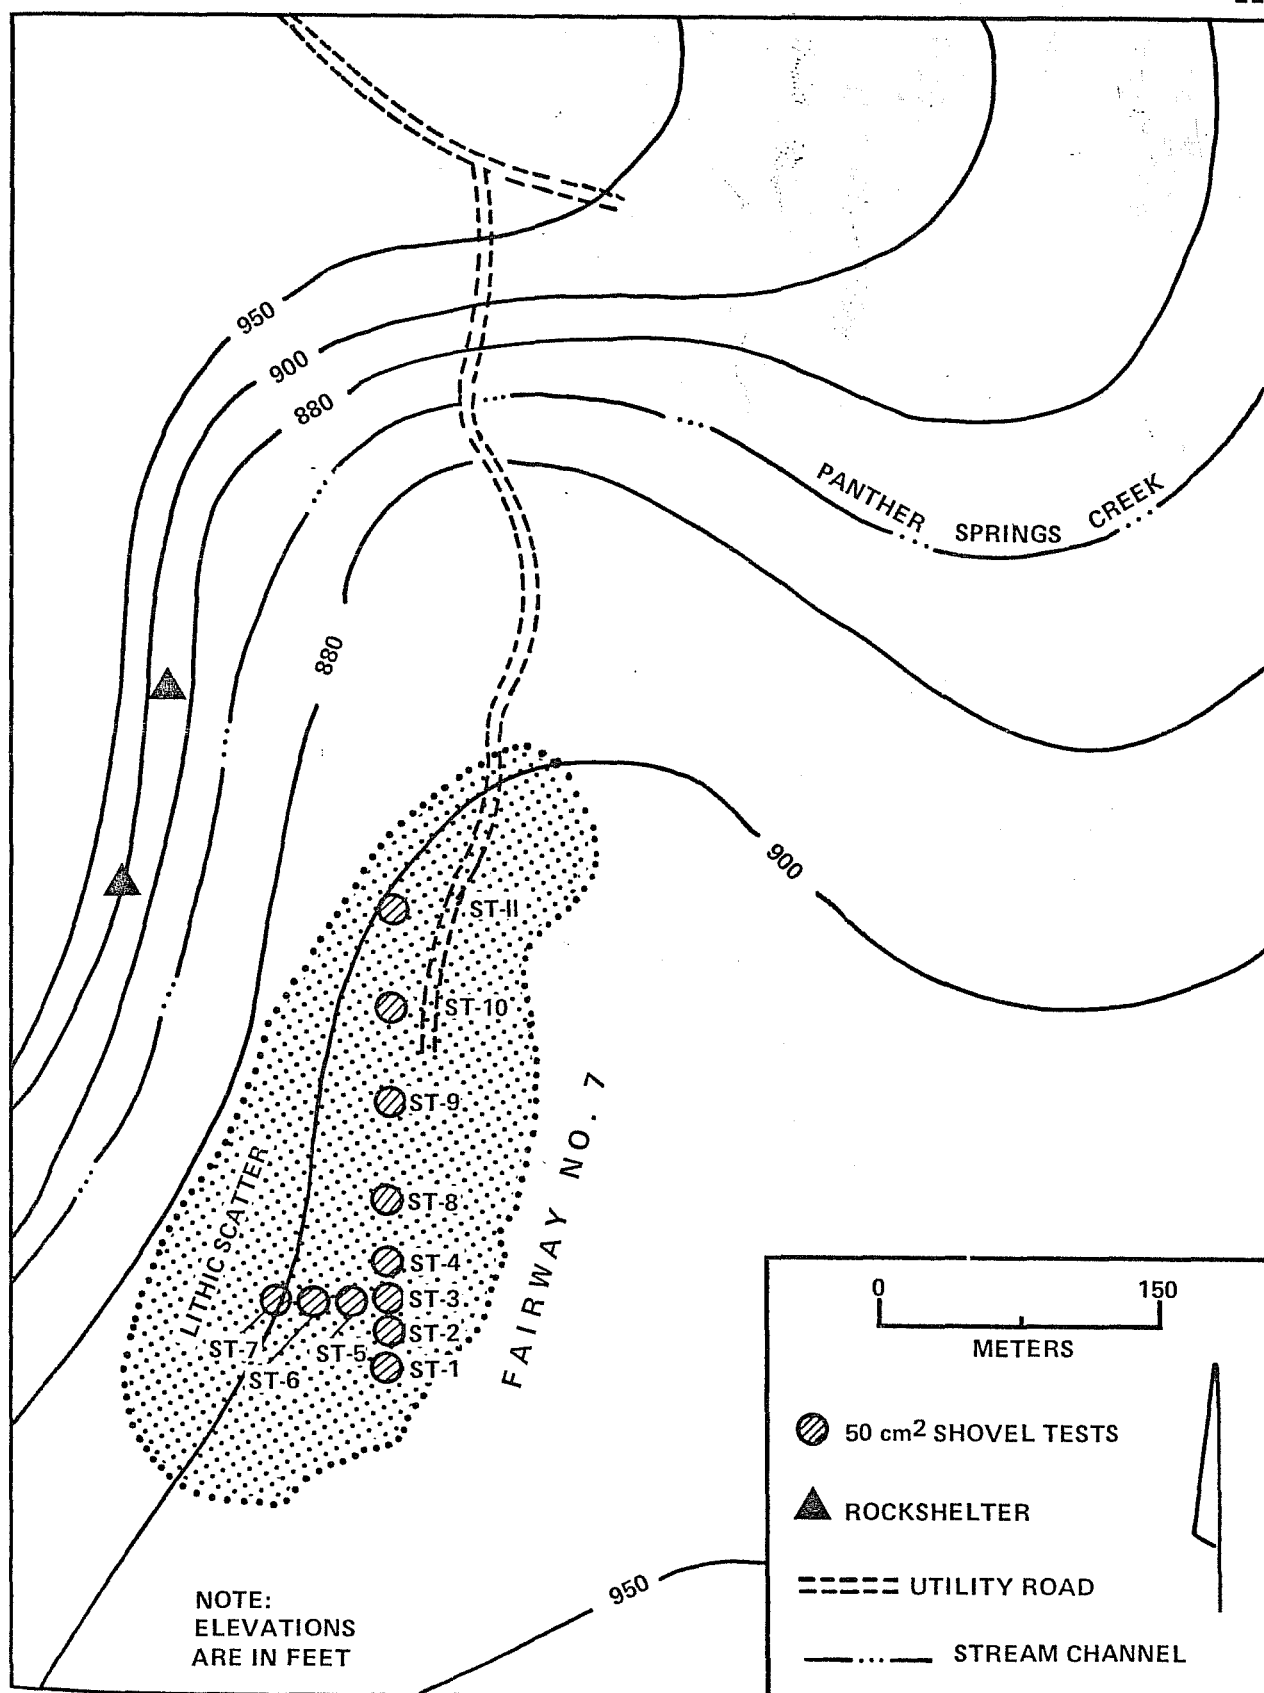 950
900
880
PANTHER SPRINGS CREEK
880
900
ST-II
ST-10
ST-9
ST-8
ST-4
ST-3
ST-2
ST-1
ST-5
ST-7
ST-6
LITHIC SCATTER
FAIRWAY NO. 7
950
NOTE:
ELEVATIONS
ARE IN FEET
0 150
METERS
50 cm2 SHOVEL TESTS
ROCKSHELTER
UTILITY ROAD
STREAM CHANNEL